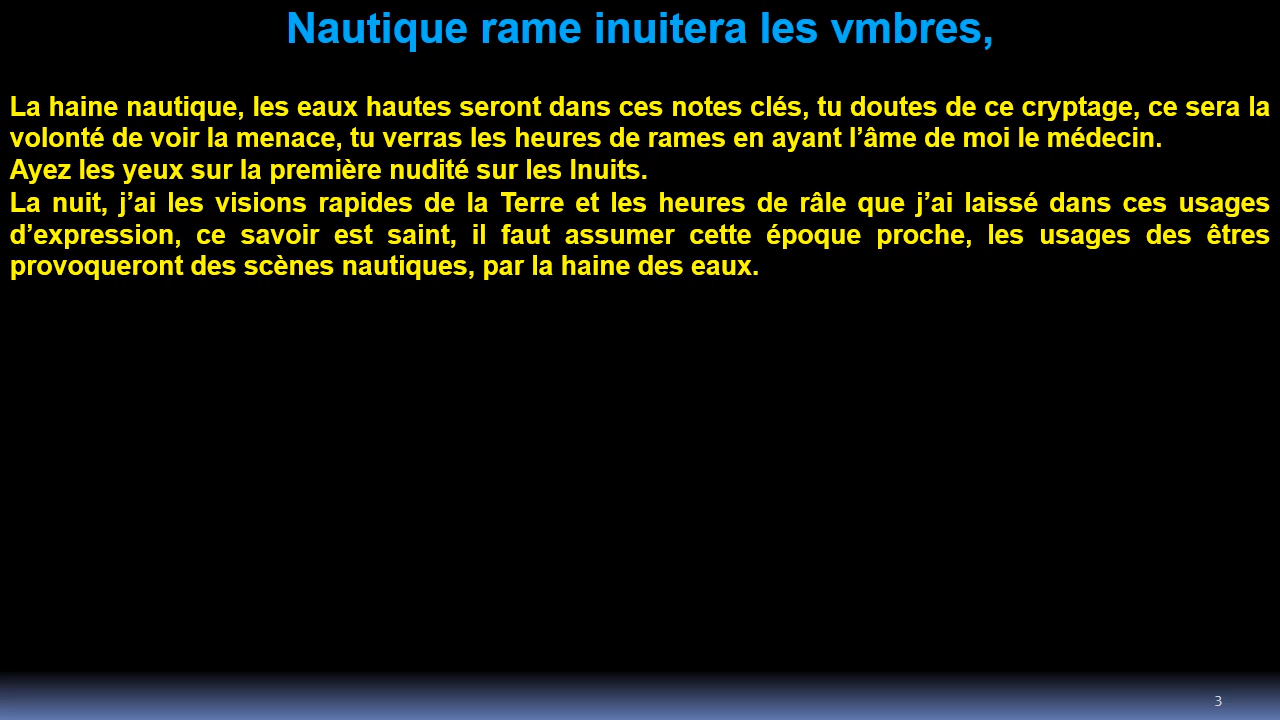 Nautique rame inuitera les vmbres,
La haine nautique, les eaux hautes seront dans ces notes clés, tu doutes de ce cryptage, ce sera la
volonté de voir la menace, tu verras les heures de rames en ayant l’âme de moi le médecin.
Ayez les yeux sur la première nudité sur les Inuits.
La nuit, j’ai les visions rapides de la Terre et les heures de râle que j’ai laissé dans ces usages
d’expression, ce savoir est saint, il faut assumer cette époque proche, les usages des êtres
provoqueront des scènes nautiques, par la haine des eaux.
3